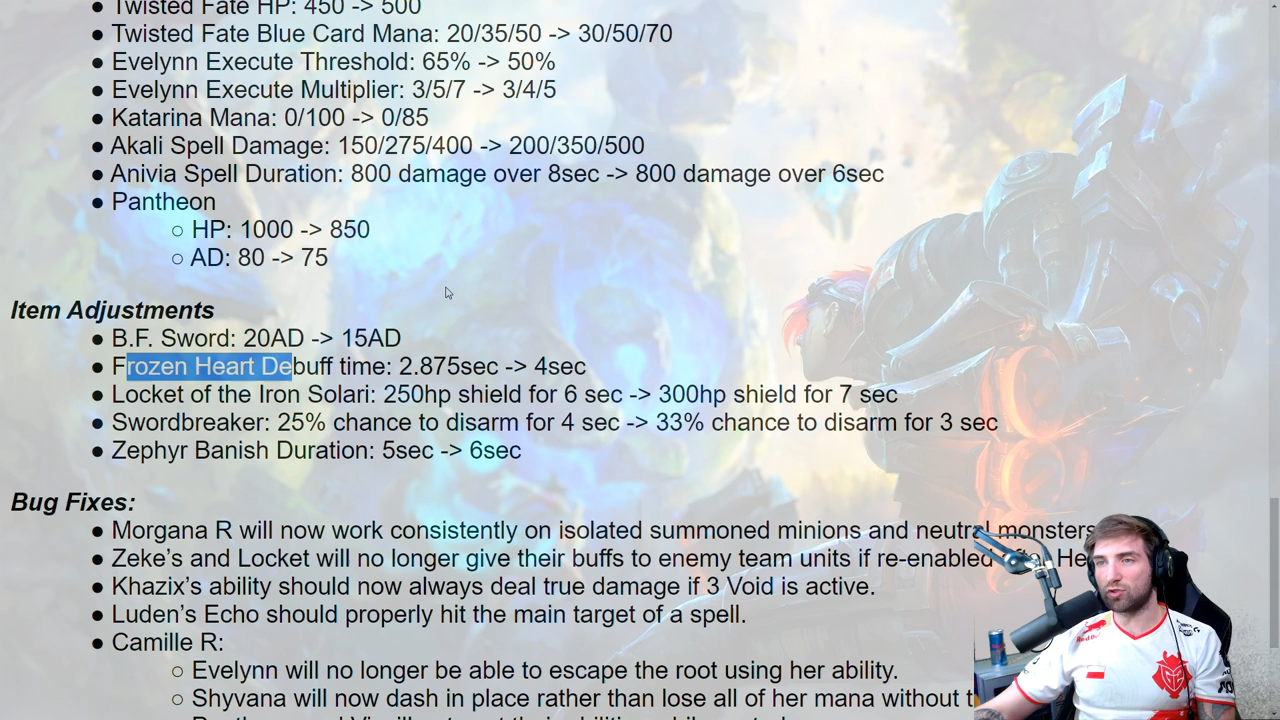 ● Twisted Fate HP: 450 -> 500
● Twisted Fate Blue Card Mana: 20/35/50 -> 30/50/70
● Evelynn Execute Threshold: 65% -> 50%
● Evelynn Execute Multiplier: 3/5/7 -> 3/4/5
● Katarina Mana: 0/100 -> 0/85
● Akali Spell Damage: 150/275/400 -> 200/350/500
● Anivia Spell Duration: 800 damage over 8sec -> 800 damage over 6sec
● Pantheon
○ HP: 1000 -> 850
○ AD: 80 -> 75
Item Adjustments
● B.F. Sword: 20AD -> 15AD
● Frozen Heart Debuff time: 2.875sec -> 4sec
● Locket of the Iron Solari: 250hp shield for 6 sec -> 300hp shield for 7 sec
● Swordbreaker: 25% chance to disarm for 4 sec -> 33% chance to disarm for 3 sec
● Zephyr Banish Duration: 5sec -> 6sec
Bug Fixes:
● Morgana R will now work consistently on isolated summoned minions and neutral monsters
● Zeke’s and Locket will no longer give their buffs to enemy team units if re-enabled
● Khazix’s ability should now always deal true damage if 3 Void is active.
● Luden’s Echo should properly hit the main target of a spell.
● Camille R:
○ Evelynn will no longer be able to escape the root using her ability.
○ Shyvana will now dash in place rather than lose all of her mana without